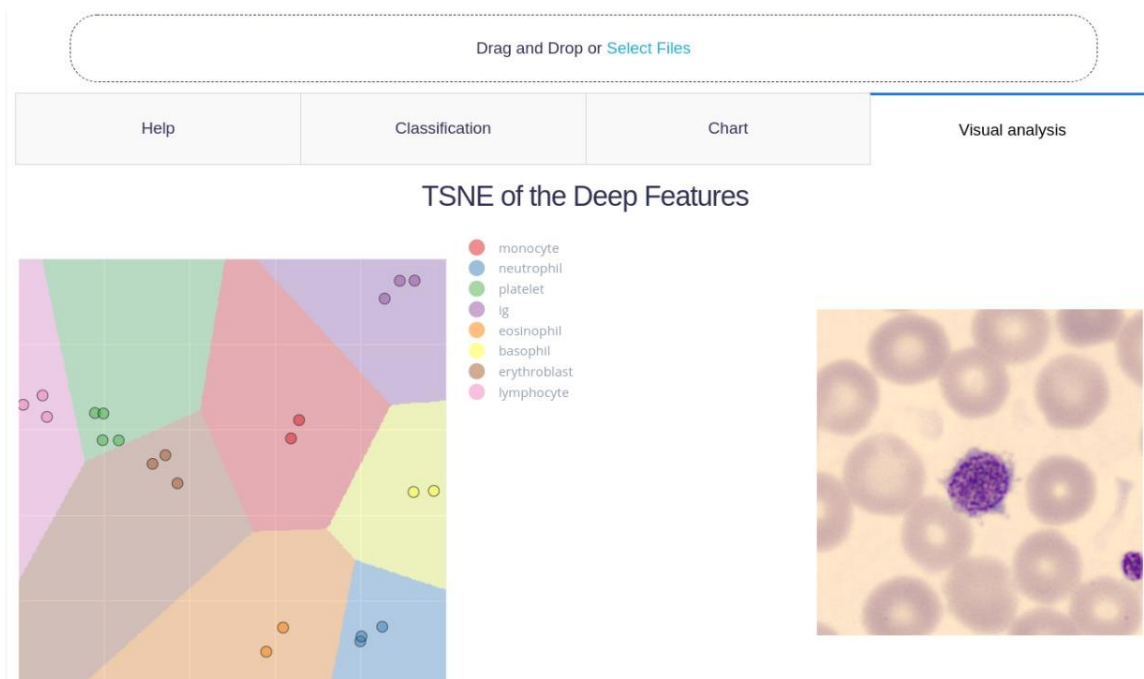 Drag and Drop or Select Files
Help
Classification
Chart
Visual analysis
TSNE of the Deep Features
monocyte
neutrophil
platelet
ig
eosinophil
basophil
erythroblast
lymphocyte